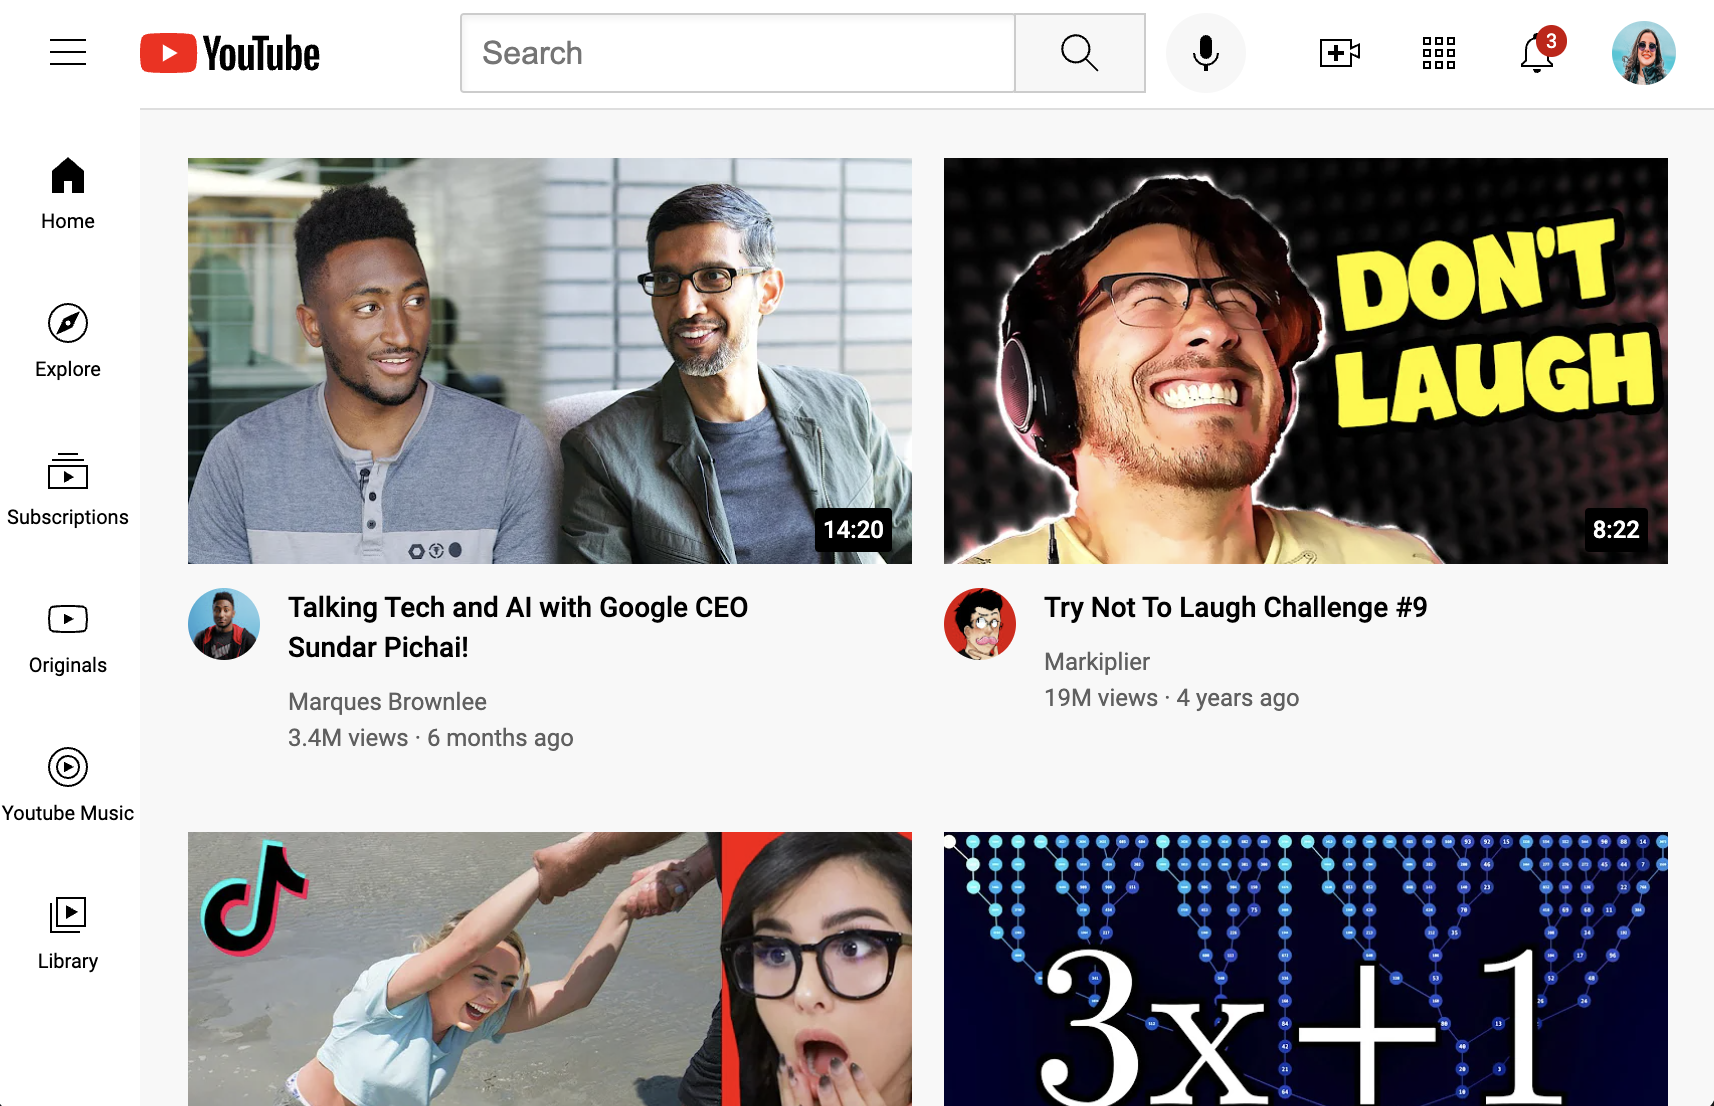 YouTube
Search
3
Home
Explore
Subscriptions
Originals
Youtube Music
Library
14:20
Talking Tech and AI with Google CEO
Sundar Pichai!
Marques Brownlee
3.4M views · 6 months ago
DON'T
LAUGH
8:22
Try Not To Laugh Challenge #9
Markiplier
19M views · 4 years ago
3x+1